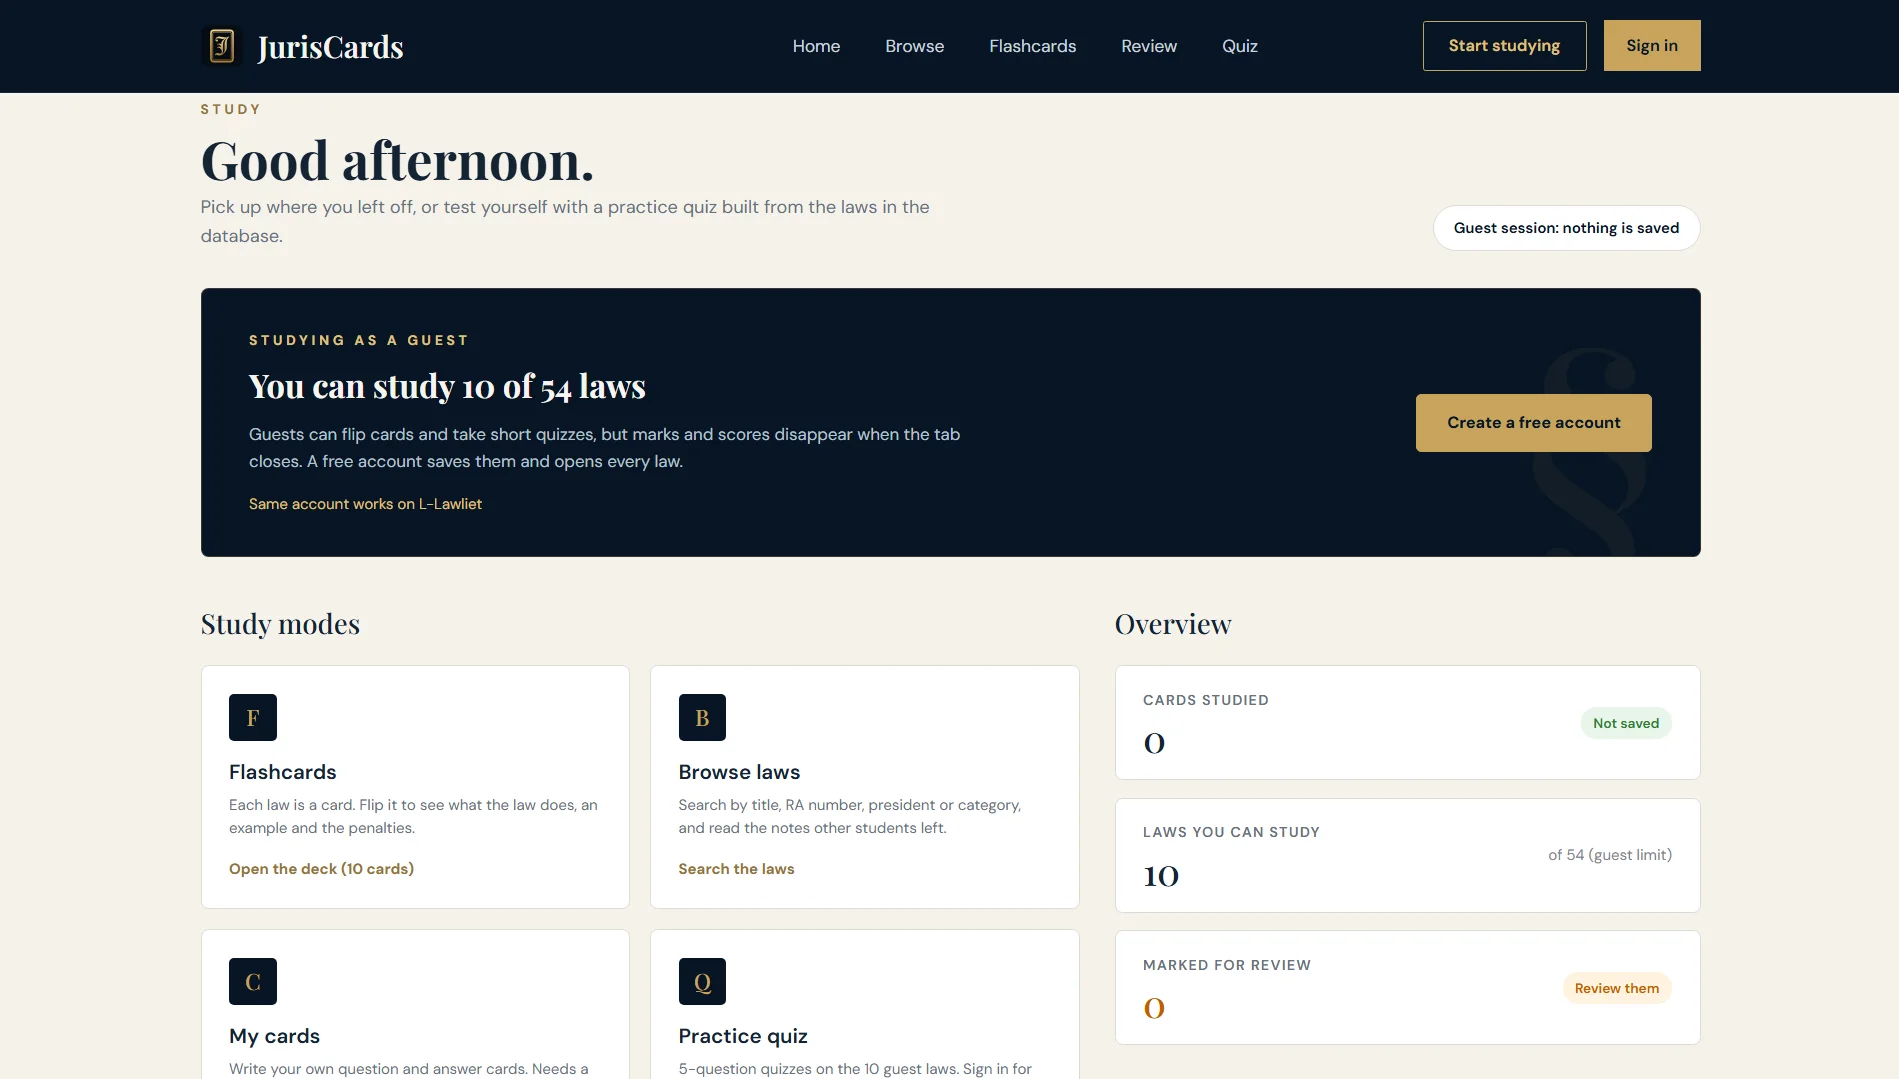 JurisCards
Home
Browse
Flashcards
Review
Quiz
Start studying
Sign in
STUDY
Good afternoon.
Pick up where you left off, or test yourself with a practice quiz built from the laws in the
database.
Guest session: nothing is saved
STUDYING AS A GUEST
You can study 10 of 54 laws
Guests can flip cards and take short quizzes, but marks and scores disappear when the tab
closes. A free account saves them and opens every law.
Same account works on L-Lawliet
Create a free account
§
Study modes
F
Flashcards
Each law is a card. Flip it to see what the law does, an
example and the penalties.
Open the deck (10 cards)
B
Browse laws
Search by title, RA number, president or category,
and read the notes other students left.
Search the laws
C
My cards
Write your own question and answer cards. Needs a
Q
Practice quiz
5-question quizzes on the 10 guest laws. Sign in for
Overview
CARDS STUDIED
0
Not saved
LAWS YOU CAN STUDY
10
of 54 (guest limit)
MARKED FOR REVIEW
0
Review them